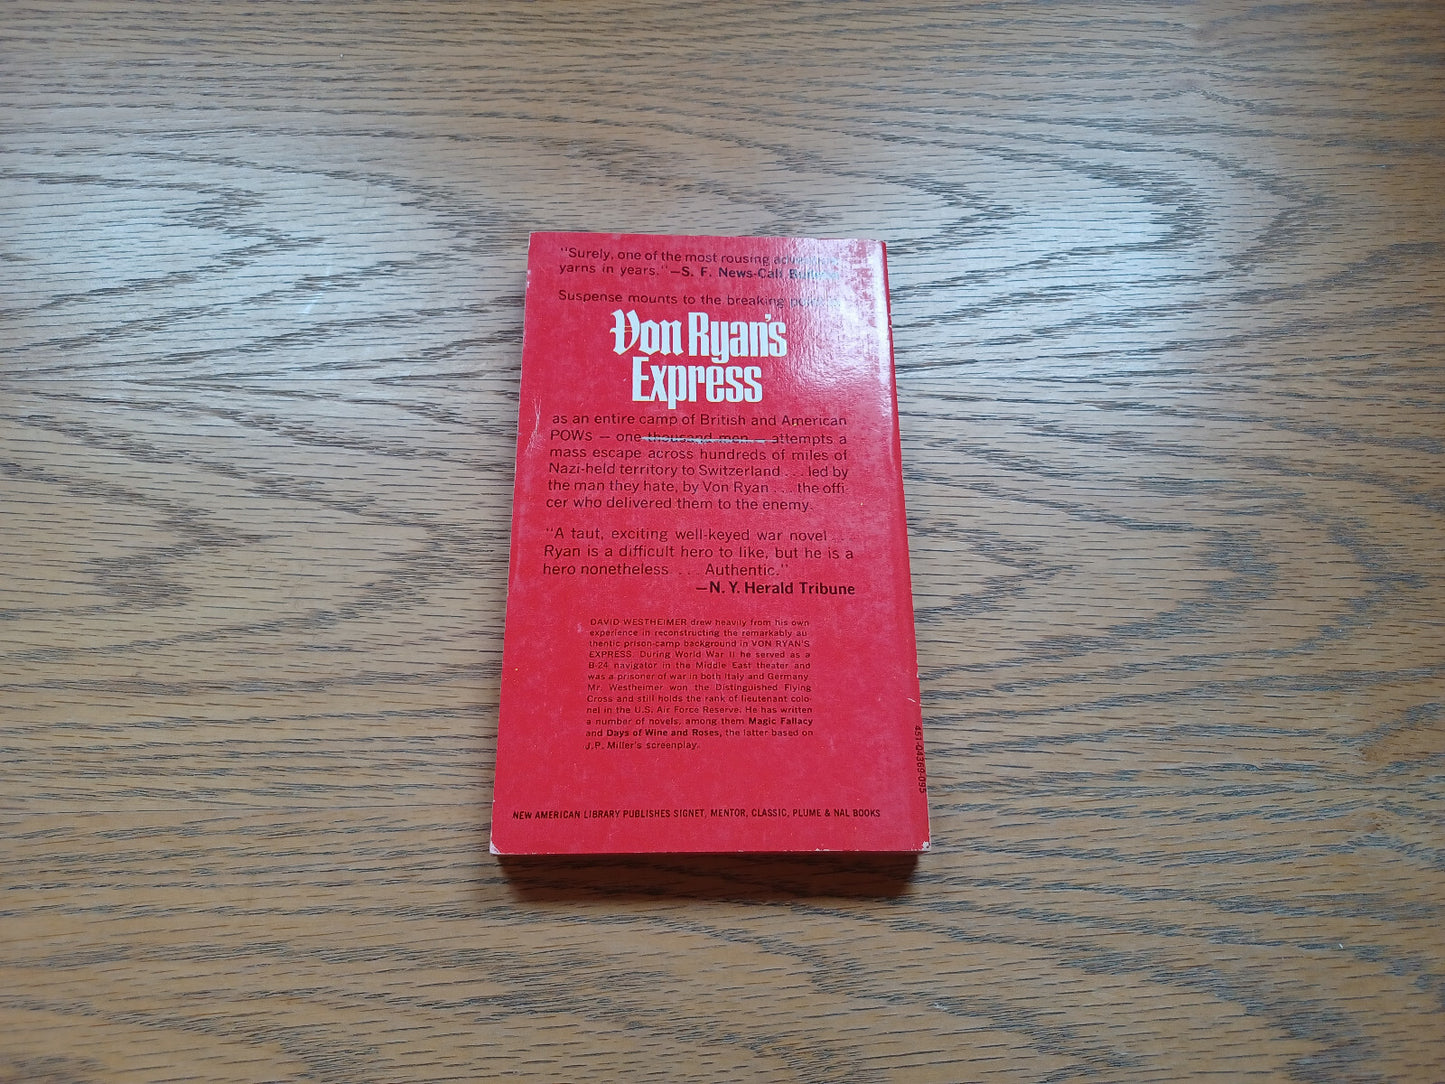 "Surely, one of the most rousing adventure
yarns in years."—S. F. News-Call Bulletin
Suspense mounts to the breaking point in
Von Ryan's
Express
as an entire camp of British and American
POWs — one thousand men — attempts a
mass escape across hundreds of miles of
Nazi-held territory to Switzerland . . . led by
the man they hate, by Von Ryan . . . the offi-
cer who delivered them to the enemy.
"A taut, exciting well-keyed war novel . . .
Ryan is a difficult hero to like, but he is a
hero nonetheless . . . Authentic."
—N. Y. Herald Tribune
DAVID WESTHEIMER drew heavily from his own
experience in reconstructing the remarkably au-
thentic prison-camp background in VON RYAN'S
EXPRESS. During World War II he served as a
B-24 navigator in the Middle East theater and
was a prisoner of war in both Italy and Germany.
Mr. Westheimer won the Distinguished Flying
Cross and still holds the rank of lieutenant colo-
nel in the U.S. Air Force Reserve. He has written
a number of novels, among them Magic Fallacy
and Days of Wine and Roses, the latter based on
J.P. Miller's screenplay.
451-04369-095
NEW AMERICAN LIBRARY PUBLISHES SIGNET, MENTOR, CLASSIC, PLUME & NAL BOOKS